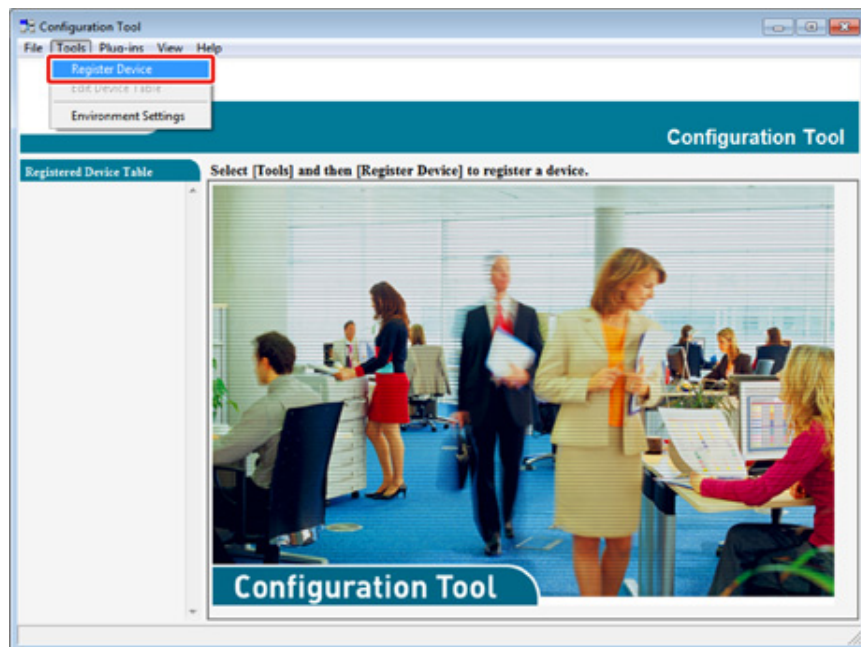 Configuration Tool
File Tools Plug-ins View Help
Register Device
Edit Device Table
Environment Settings
Configuration Tool
Registered Device Table
Select [Tools] and then [Register Device] to register a device.
Configuration Tool